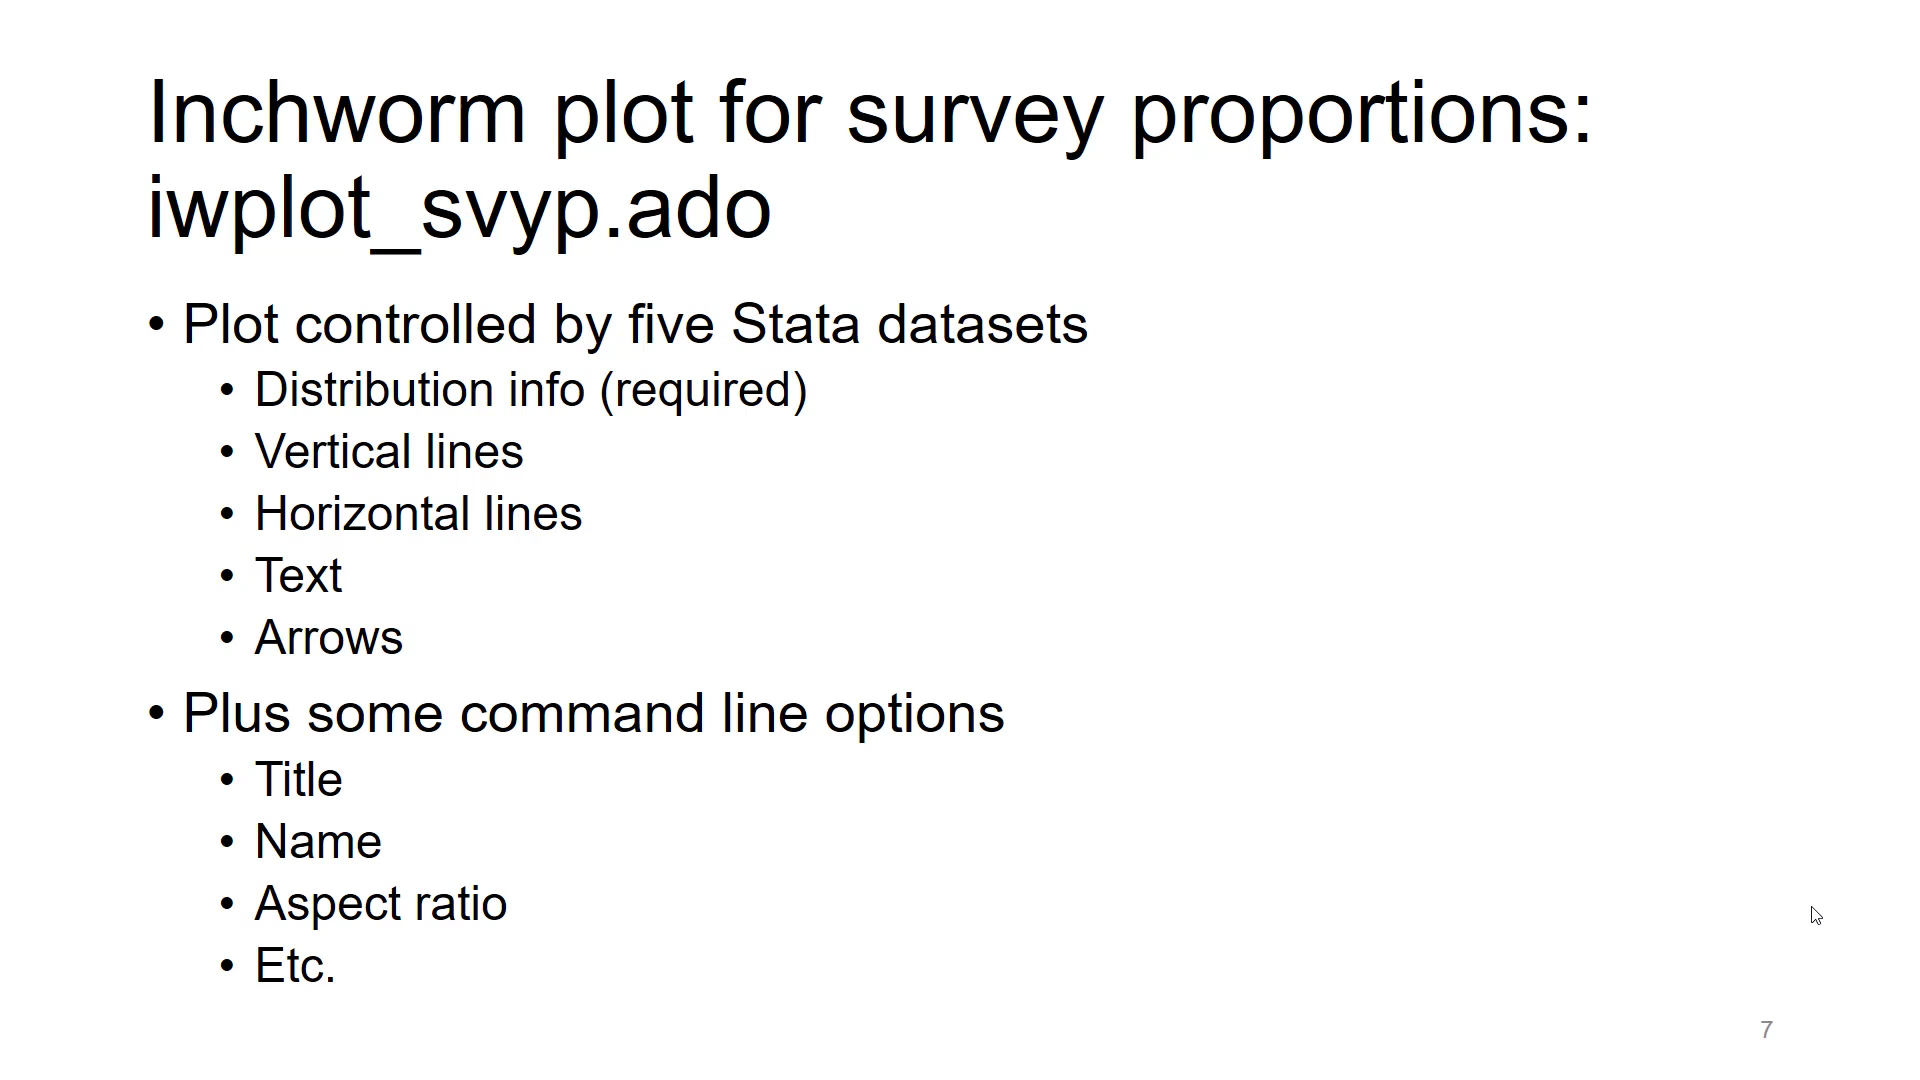 Inchworm plot for survey proportions:
iwplot_svyp.ado
• Plot controlled by five Stata datasets
• Distribution info (required)
• Vertical lines
• Horizontal lines
• Text
• Arrows
• Plus some command line options
• Title
• Name
• Aspect ratio
• Etc.
7